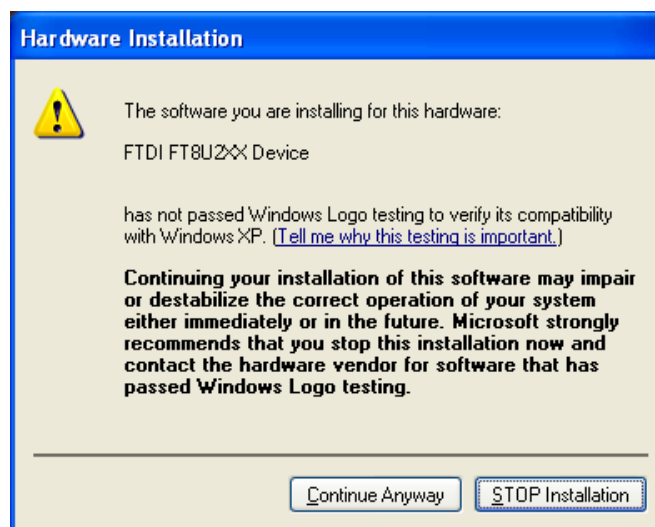 Hardware Installation
The software you are installing for this hardware:
FTDI FT8U2XX Device
has not passed Windows Logo testing to verify its compatibility
with Windows XP. (Tell me why this testing is important.)
Continuing your installation of this software may impair
or destabilize the correct operation of your system
either immediately or in the future. Microsoft strongly
recommends that you stop this installation now and
contact the hardware vendor for software that has
passed Windows Logo testing.
Continue Anyway
STOP Installation